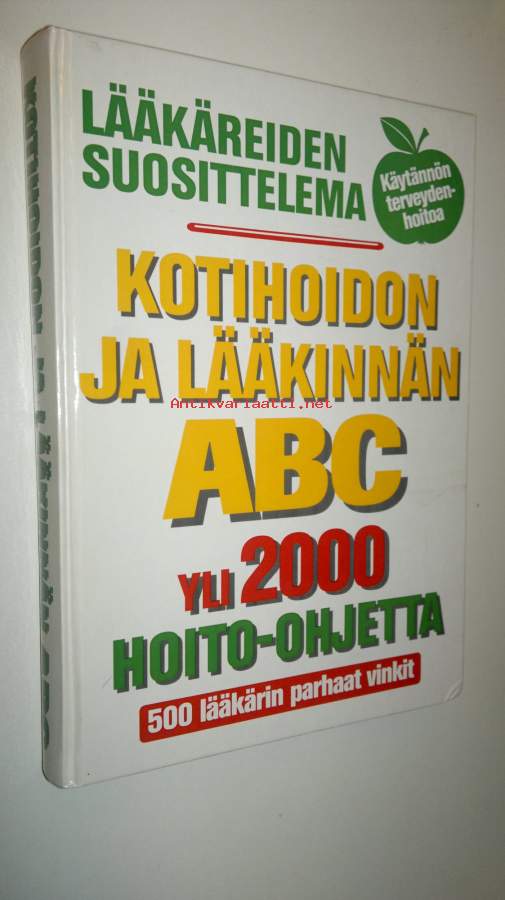 LÄÄKÄREIDEN
SUOSITTELEMA
Käytännön
terveyden-
hoitoa
KOTIHOIDON
JA LÄÄKINNÄN
Antikvariaatti.net
ABC
YLI 2000
HOITO-OHJETTA
500 lääkärin parhaat vinkit
KOTIHOIDON JA LÄÄKINNÄN ABC